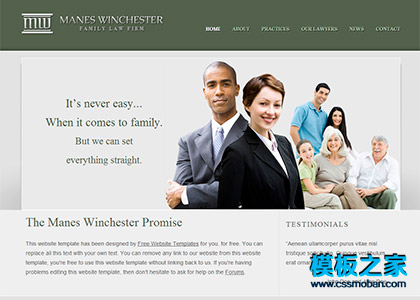 MW MANES WINCHESTER
FAMILY LAW FIRM
HOME ABOUT PRACTICES OUR LAWYERS NEWS CONTACT
It's never easy...
When it comes to family.
But we can set
everything straight.
The Manes Winchester Promise
This website template has been designed by Free Website Templates for you, for free. You can
replace all this text with your own text. You can remove any link to our website from this
website template, you're free to use this website template without linking back to us. If you're having
problems editing this website template, then don't hesitate to ask for help on the Forums.
TESTIMONIALS
"Aenean ullamcorper purus vitae nisl
tristique
erat
模板之家
www.cssmoban.com